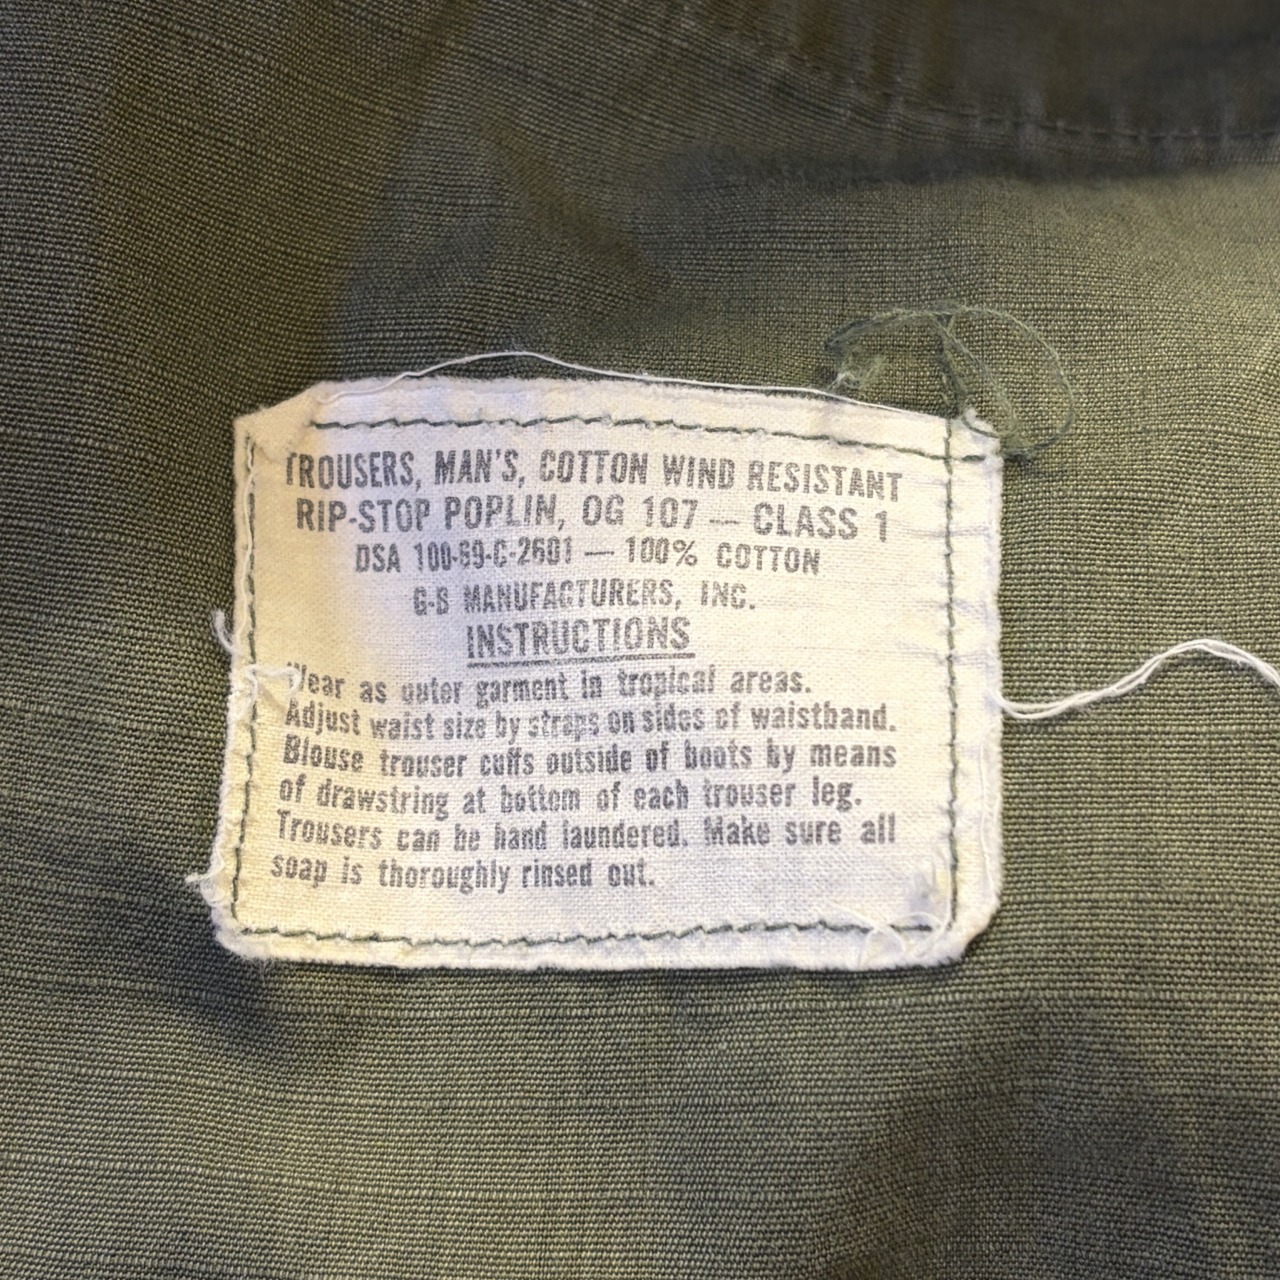 TROUSERS, MAN'S, COTTON WIND RESISTANT
RIP-STOP POPLIN, OG 107 — CLASS 1
DSA 100-69-C-2601 — 100% COTTON
G-S MANUFACTURERS, INC.
INSTRUCTIONS
Wear as outer garment in tropical areas.
Adjust waist size by straps on sides of waistband.
Blouse trouser cuffs outside of boots by means
of drawstring at bottom of each trouser leg.
Trousers can be hand laundered. Make sure all
soap is thoroughly rinsed out.